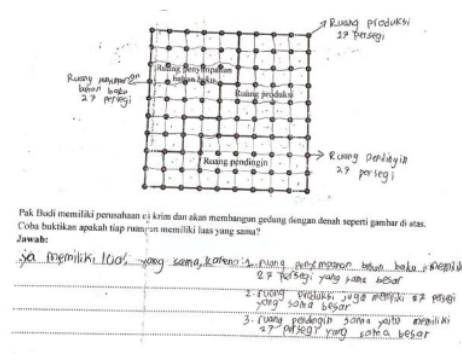 Ruang produksi
27 persegi
Ruang penyimpanan
bahan baku
27 persegi
Ruang penyimpanan
bahan baku
Ruang produksi
Ruang pendingin
Ruang Pendingin
27 persegi
Pak Budi memiliki perusahaan es krim dan akan membangun gedung dengan denah seperti gambar di atas.
Coba buktikan apakah tiap ruangan memiliki luas yang sama?
Jawab:
ya memiliki luas yang sama, karena : 1. ruang penyimpanan bahan baku memiliki
27 persegi yang sama besar
2. ruang produksi juga memiliki 27 persegi
yang sama besar
3. ruang pendingin sama yaitu memiliki
27 persegi yang sama besar